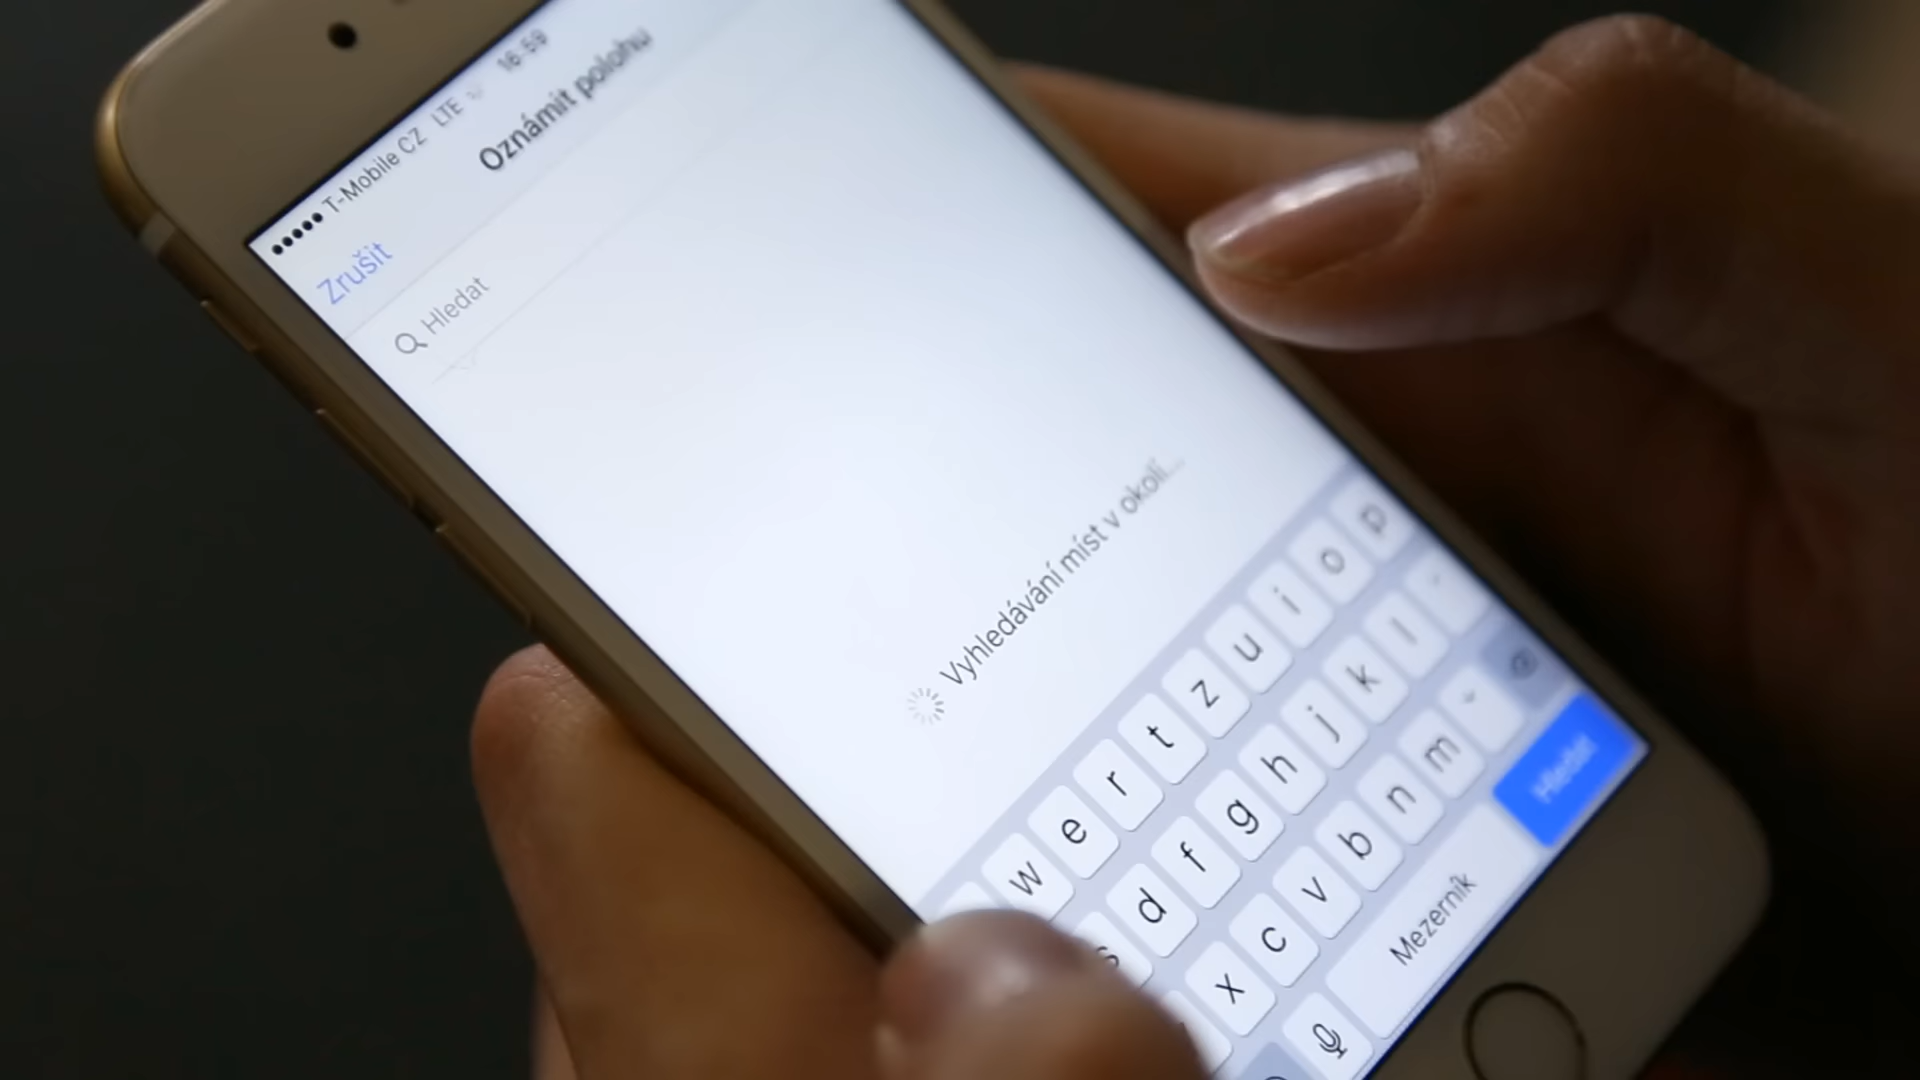 T-Mobile CZ LTE 16:59
Oznámit polohu
Zrušit
Hledat
Vyhledávání míst v okolí...
w e r t z u i o p
s d f g h j k l
x c v b n m
Mezerník
Hledat